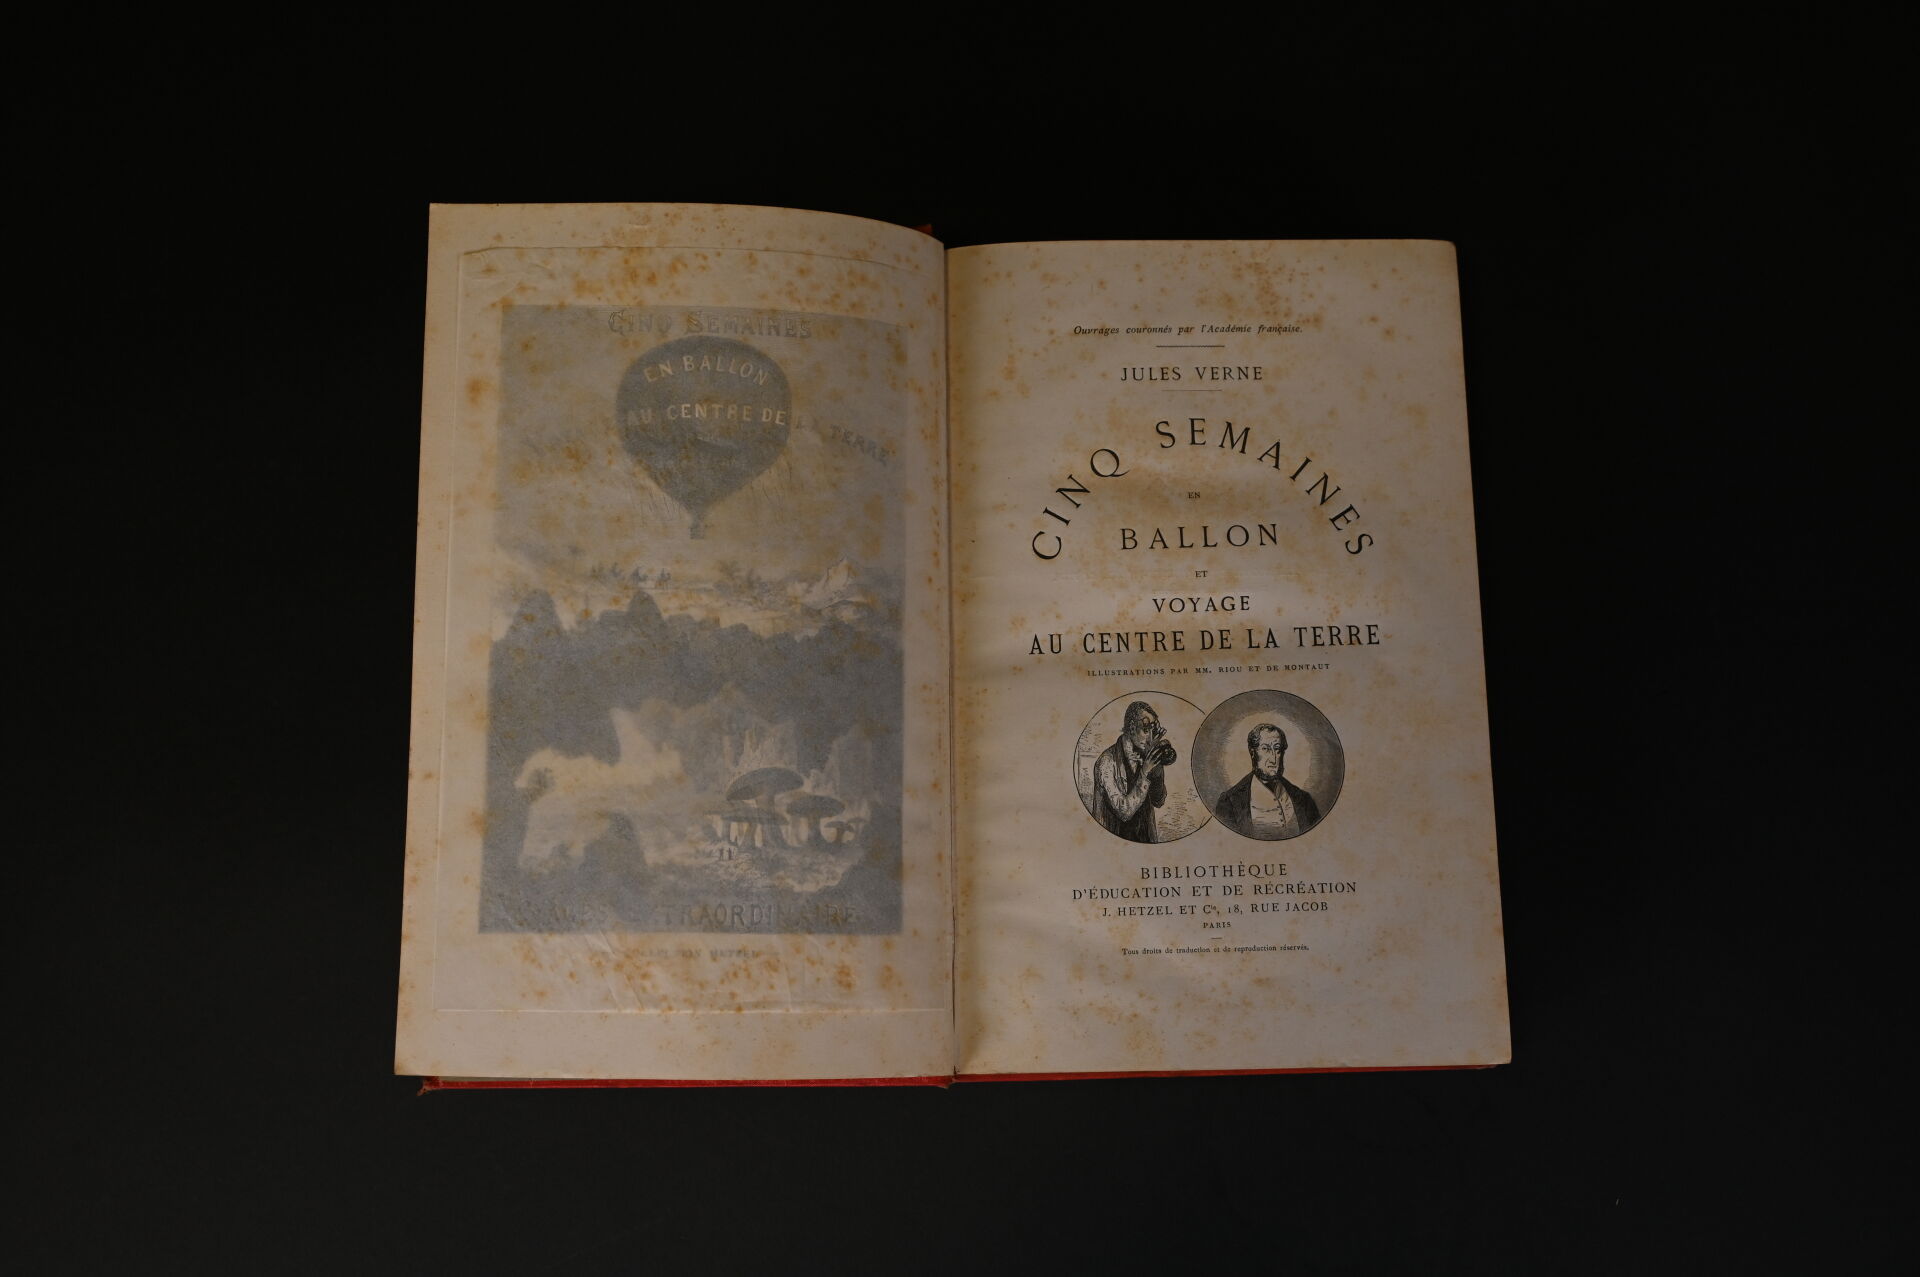 CINQ SEMAINES
EN BALLON
AU CENTRE DE LA TERRE
Ouvrages couronnés par l'Académie française.
JULES VERNE
CINQ SEMAINES
EN
BALLON
ET
VOYAGE
AU CENTRE DE LA TERRE
ILLUSTRATIONS PAR MM. RIOU ET DE MONTAUT
BIBLIOTHÈQUE
D'ÉDUCATION ET DE RÉCRÉATION
J. HETZEL ET Cie, 18, RUE JACOB
PARIS
Tous droits de traduction et de reproduction réservés.